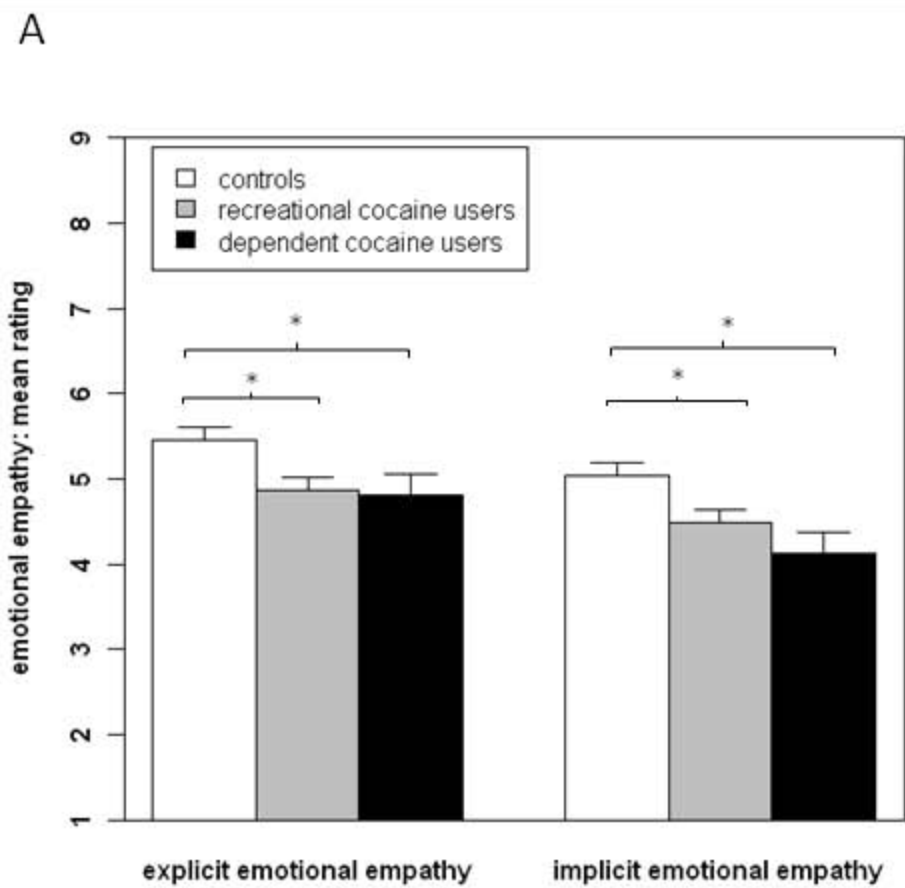 A
controls
recreational cocaine users
dependent cocaine users
emotional empathy: mean rating
9
8
7
6
5
4
3
2
1
*
*
*
*
explicit emotional empathy
implicit emotional empathy